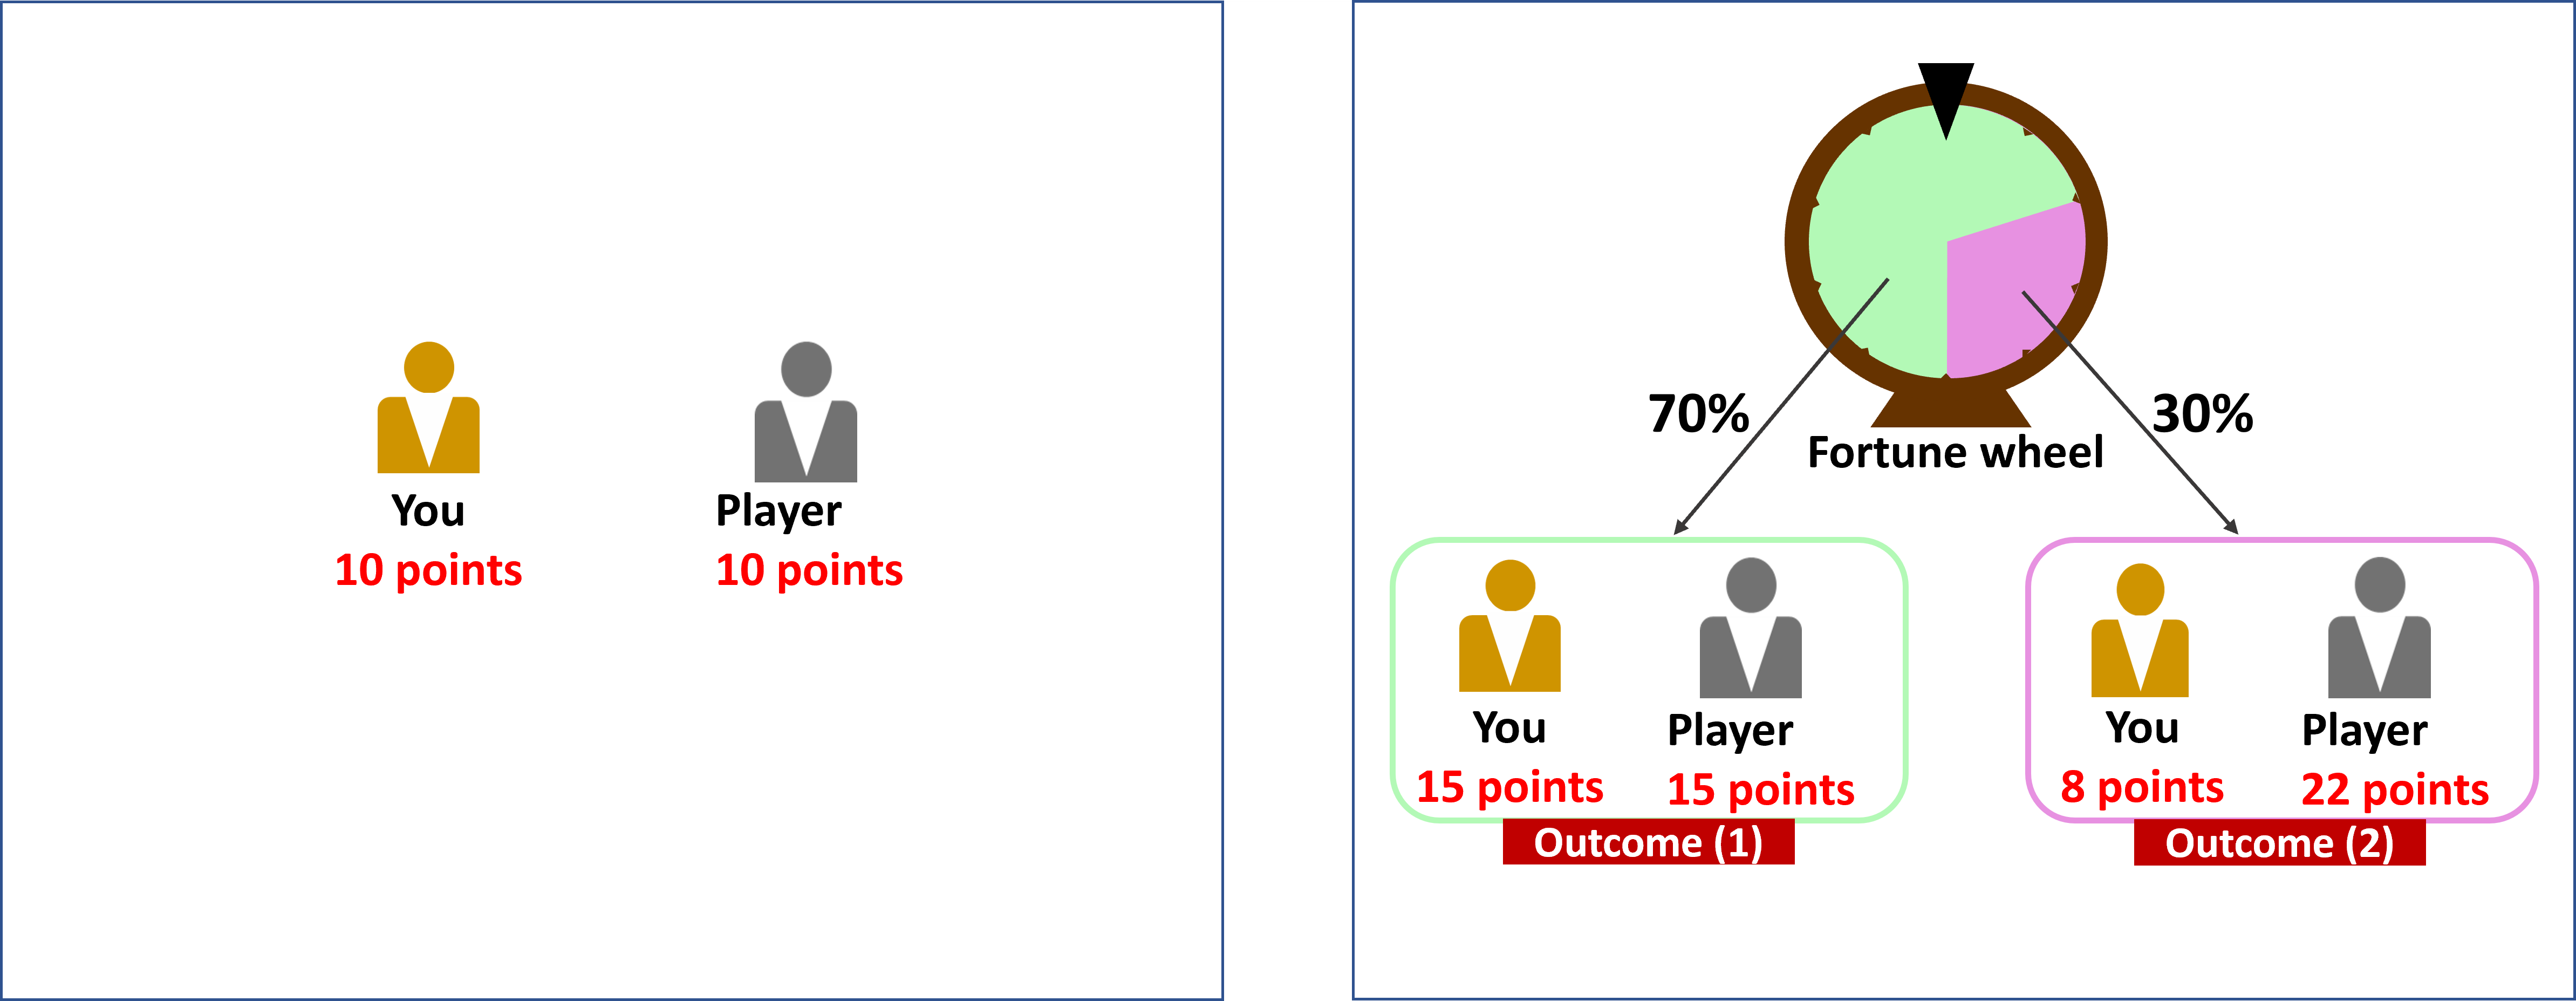 You
Player
10 points
10 points
70%
30%
Fortune wheel
You
Player
15 points
15 points
Outcome (1)
You
Player
8 points
22 points
Outcome (2)